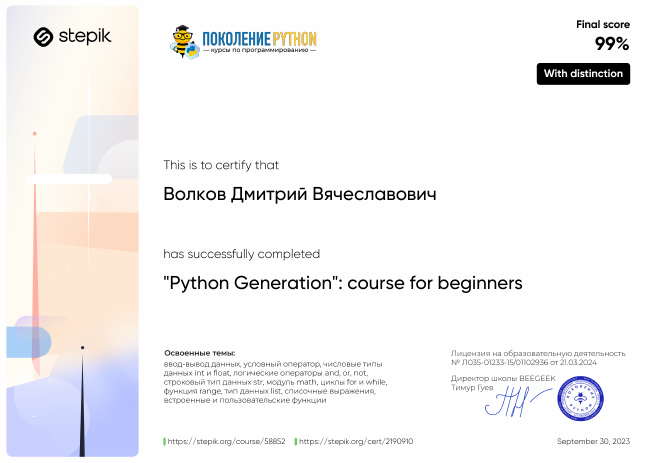 stepik
ПОКОЛЕНИЕ PYTHON
курсы по программированию
Final score
99%
With distinction
This is to certify that
Волков Дмитрий Вячеславович
has successfully completed
"Python Generation": course for beginners
Освоенные темы:
ввод-вывод данных, условный оператор, числовые типы
данных int и float, логические операторы and, or, not,
строковый тип данных str, модуль math, циклы for и while,
функция range, тип данных list, списочные выражения,
встроенные и пользовательские функции
Лицензия на образовательную деятельность
№ Л035-01233-15/01102936 от 21.03.2024
Директор школы BEEGEEK
Тимур Гуев
https://stepik.org/course/58852
https://stepik.org/cert/2190910
September 30, 2023